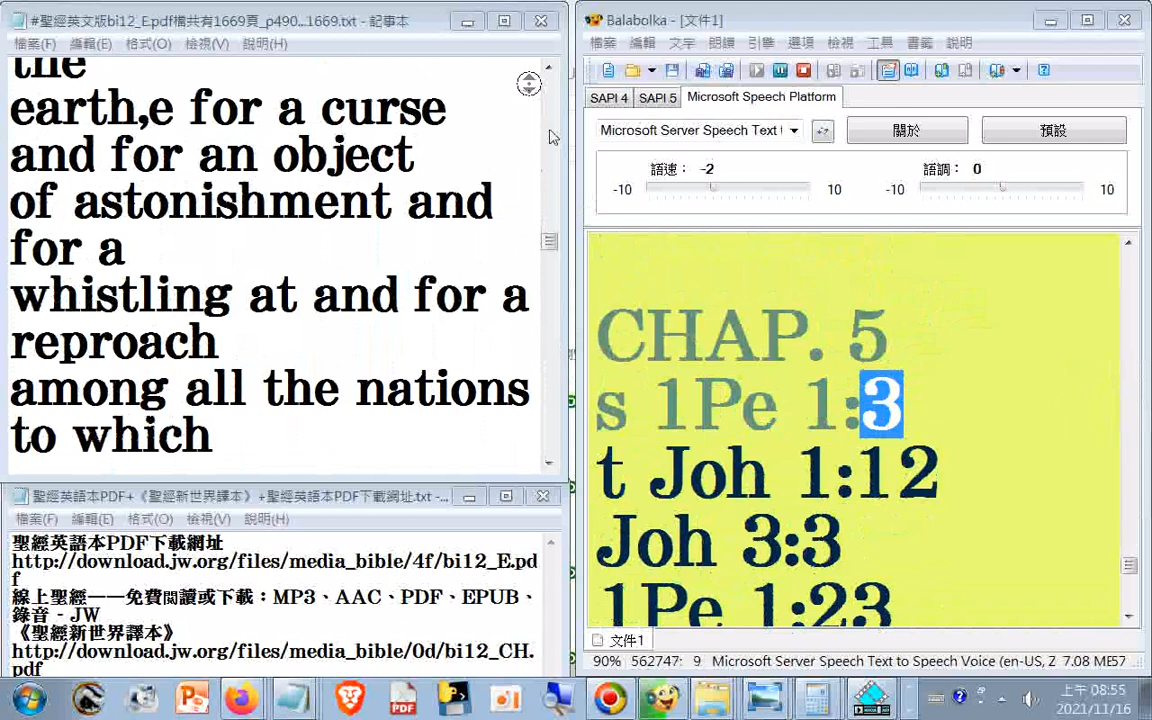 #聖經英文版bi12_E.pdf橫共有1669頁_p490...1669.txt - 記事本
檔案(F) 編輯(E) 格式(O) 檢視(V) 說明(H)
the
earth,e for a curse
and for an object
of astonishment and
for a
whistling at and for a
reproach
among all the nations
to which
聖經英語本PDF+《聖經新世界譯本》+聖經英語本PDF下載網址.txt -...
檔案(F) 編輯(E) 格式(O) 檢視(V) 說明(H)
聖經英語本PDF下載網址
http://download.jw.org/files/media_bible/4f/bi12_E.pd
f
線上聖經——免費閱讀或下載：MP3、AAC、PDF、EPUB、
錄音 - JW
《聖經新世界譯本》
http://download.jw.org/files/media_bible/0d/bi12_CH.
pdf
Balabolka - [文件1]
檔案 編輯 文字 朗讀 引擎 選項 檢視 工具 書籤 說明
SAPI 4 SAPI 5 Microsoft Speech Platform
Microsoft Server Speech Text 關於 預設
語速： -2 語調： 0
-10 10 -10 10
CHAP. 5
s 1Pe 1:3
t Joh 1:12
Joh 3:3
1Pe 1:23
文件1
90% 562747: 9 Microsoft Server Speech Text to Speech Voice (en-US, Z 7.08 ME57
上午 08:55
2021/11/16